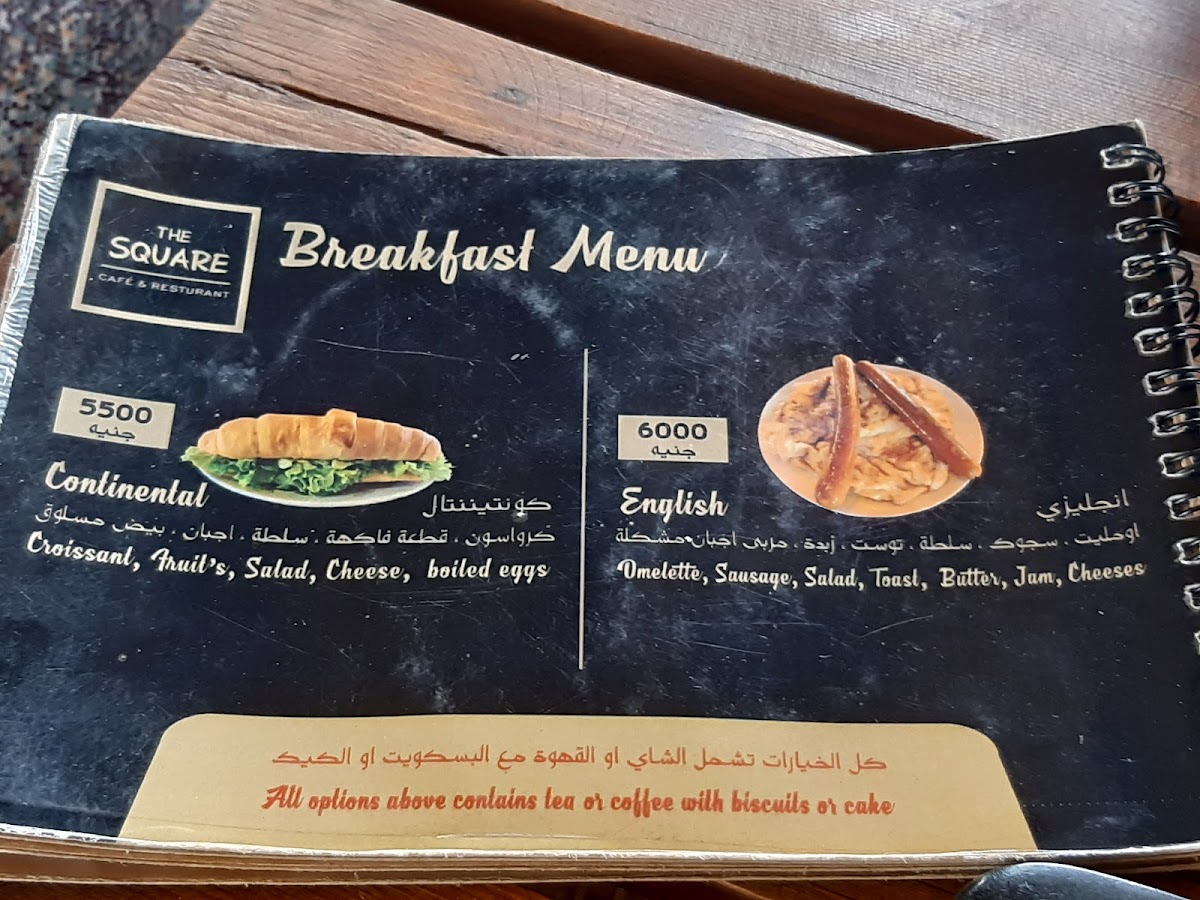 THE
SQUARE
CAFÉ & RESTURANT
Breakfast Menu
5500
جنيه
Continental
كونتيننتال
كرواسون ، قطعة فاكهة ، سلطة ، اجبان ، بيض مسلوق
Croissant, Fruit's, Salad, Cheese, boiled eggs
6000
جنيه
English
انجليزي
اومليت ، سجوك ، سلطة ، توست ، زبدة ، مربى اجبان مشكلة
Omelette, Sausage, Salad, Toast, Butter, Jam, Cheeses
كل الخيارات تشمل الشاي او القهوة مع البسكويت او الكيك
All options above contains tea or coffee with biscuits or cake